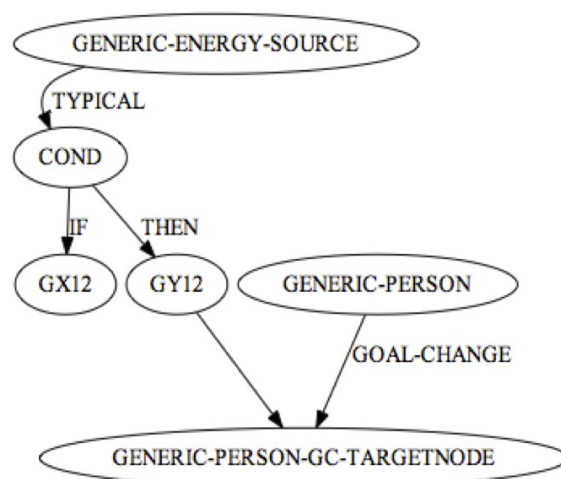 GENERIC-ENERGY-SOURCE
TYPICAL
COND
IF
THEN
GX12
GY12
GENERIC-PERSON
GOAL-CHANGE
GENERIC-PERSON-GC-TARGETNODE